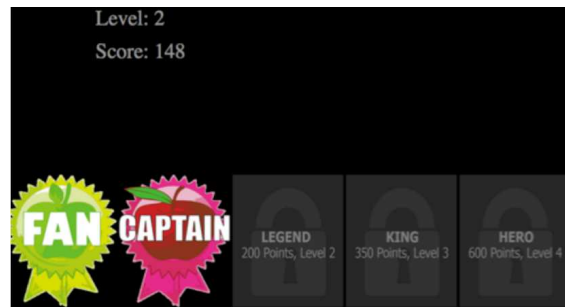 Level: 2
Score: 148
FAN
CAPTAIN
LEGEND
200 Points, Level 2
KING
350 Points, Level 3
HERO
600 Points, Level 4